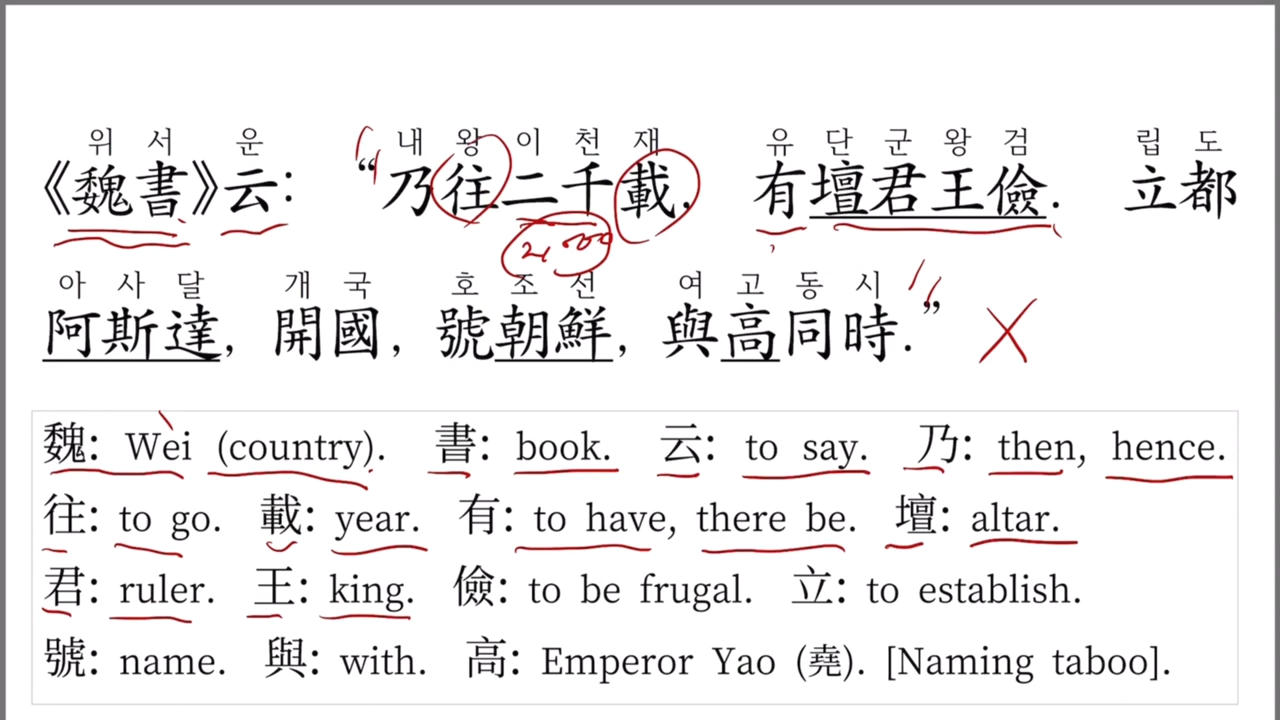 위 서 운 내 왕 이 천 재 유 단 군 왕 검 립 도
《魏書》云: “乃往二千載, 有壇君王儉. 立都
2,000
아 사 달 개 국 호 조 선 여 고 동 시
阿斯達, 開國, 號朝鮮, 與高同時.”
魏: Wèi (country). 書: book. 云: to say. 乃: then, hence.
往: to go. 載: year. 有: to have, there be. 壇: altar.
君: ruler. 王: king. 儉: to be frugal. 立: to establish.
號: name. 與: with. 高: Emperor Yao (堯). [Naming taboo].